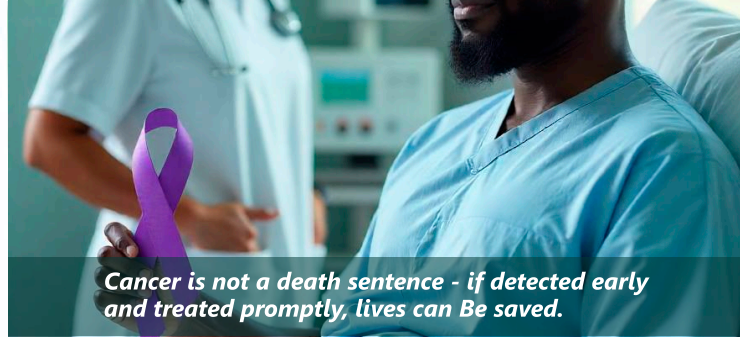 Cancer is not a death sentence - if detected early
and treated promptly, lives can Be saved.